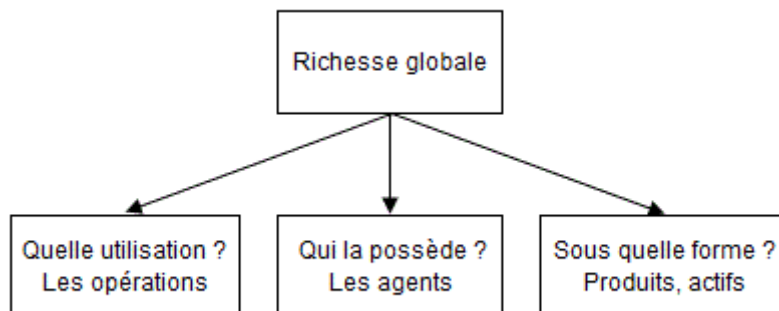 Richesse globale
Quelle utilisation ?
Les opérations
Qui la possède ?
Les agents
Sous quelle forme ?
Produits, actifs